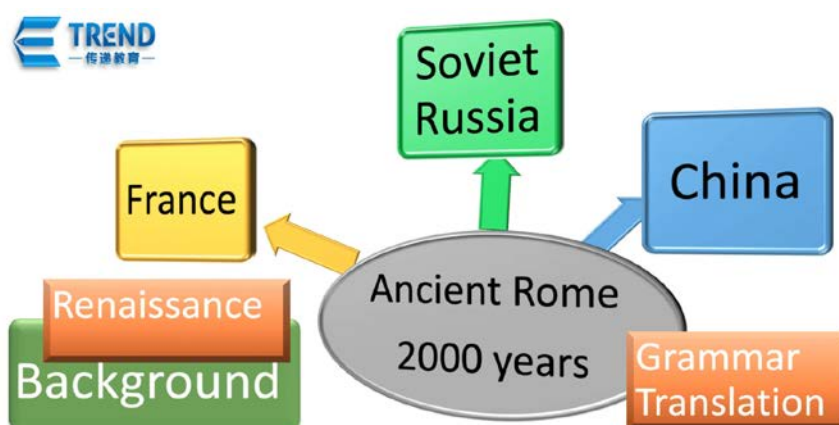 TREND
—传递教育—
Soviet
Russia
France
China
Renaissance
Background
Ancient Rome
2000 years
Grammar
Translation